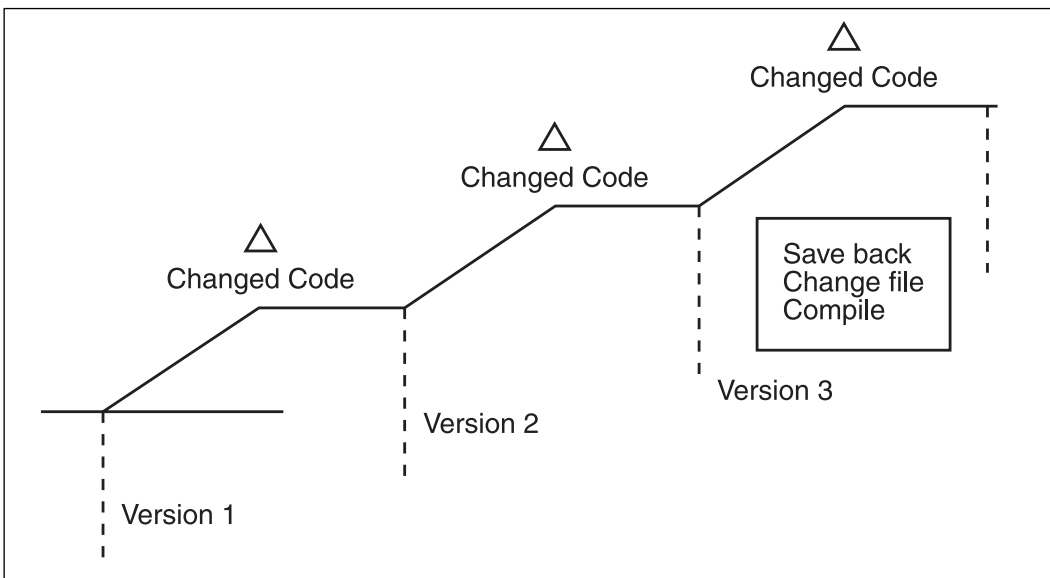 Changed Code
Changed Code
Changed Code
Save back
Change file
Compile
Version 3
Version 2
Version 1